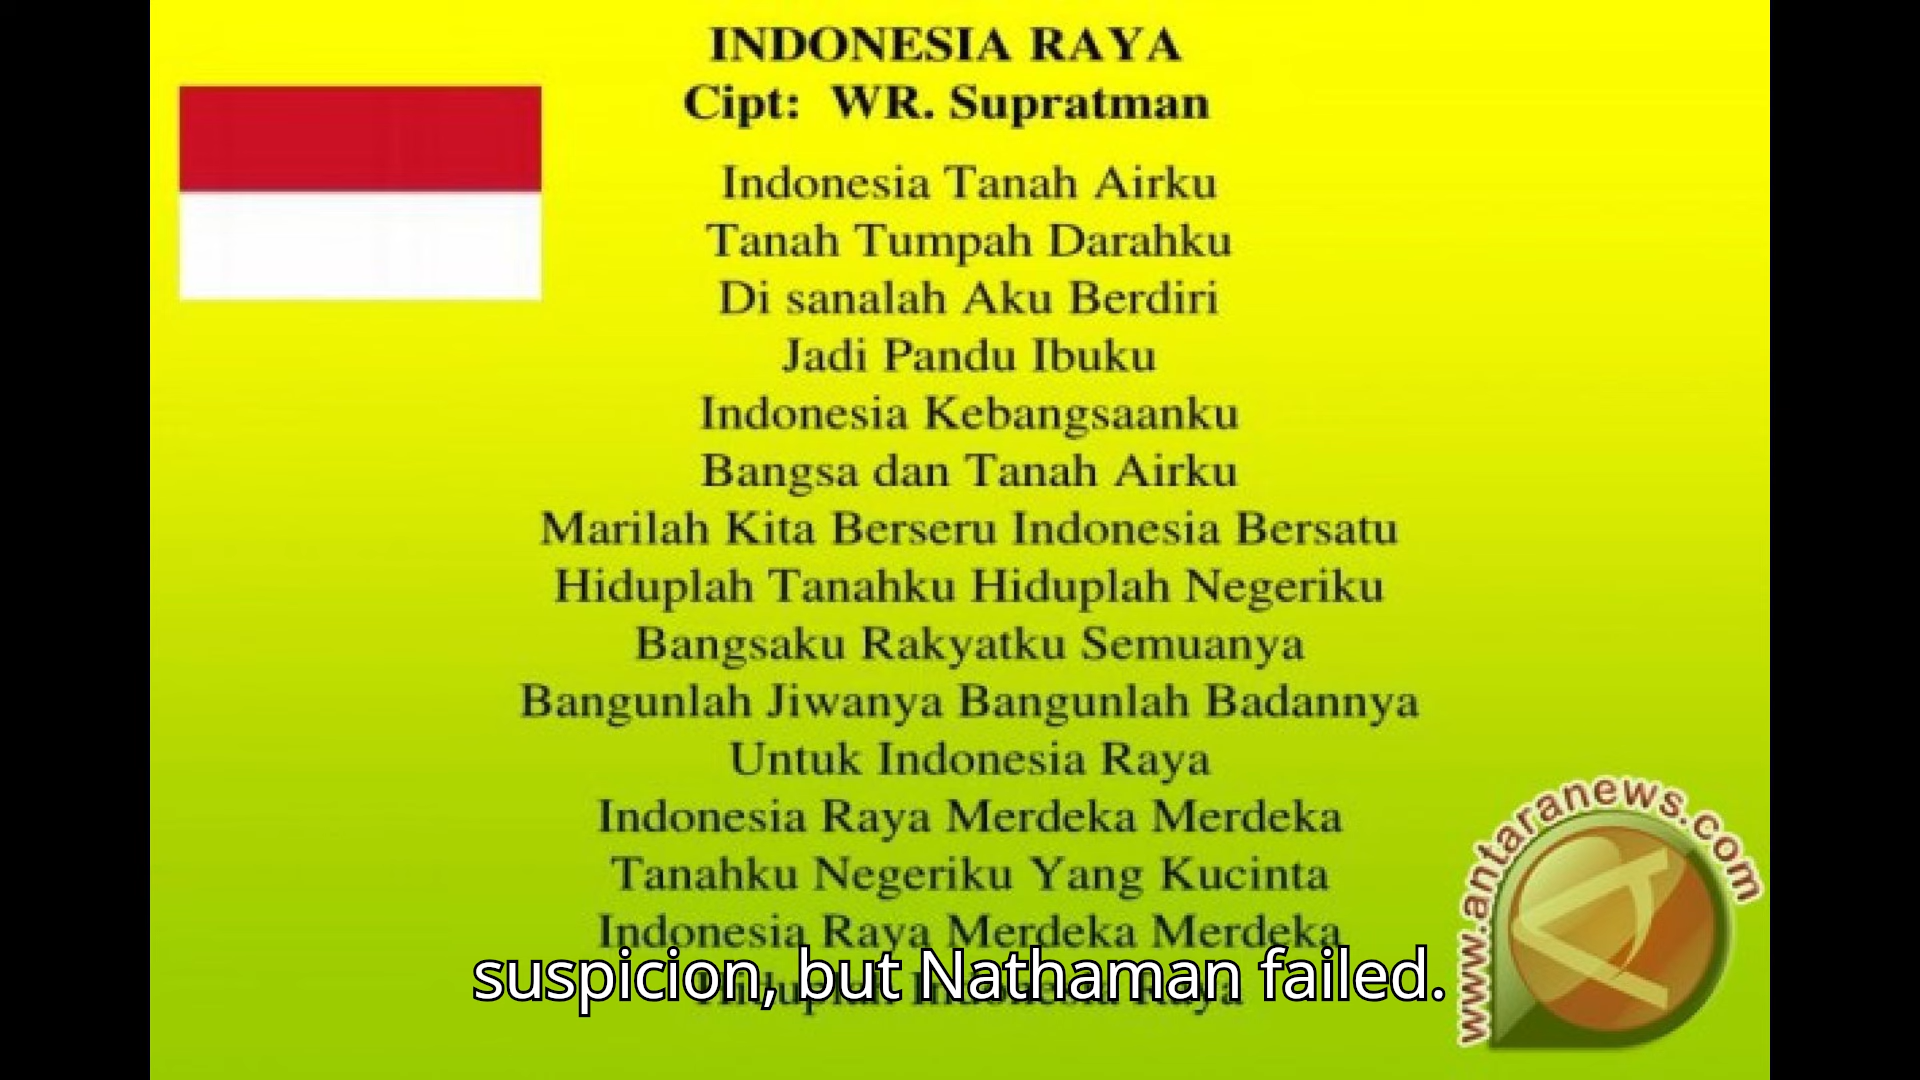 INDONESIA RAYA
Cipt: WR. Supratman
Indonesia Tanah Airku
Tanah Tumpah Darahku
Di sanalah Aku Berdiri
Jadi Pandu Ibuku
Indonesia Kebangsaanku
Bangsa dan Tanah Airku
Marilah Kita Berseru Indonesia Bersatu
Hiduplah Tanahku Hiduplah Negeriku
Bangsaku Rakyatku Semuanya
Bangunlah Jiwanya Bangunlah Badannya
Untuk Indonesia Raya
Indonesia Raya Merdeka Merdeka
Tanahku Negeriku Yang Kucinta
Indonesia Raya Merdeka Merdeka
Hiduplah Indonesia Raya
suspicion, but Nathaman failed.
www.antaranews.com